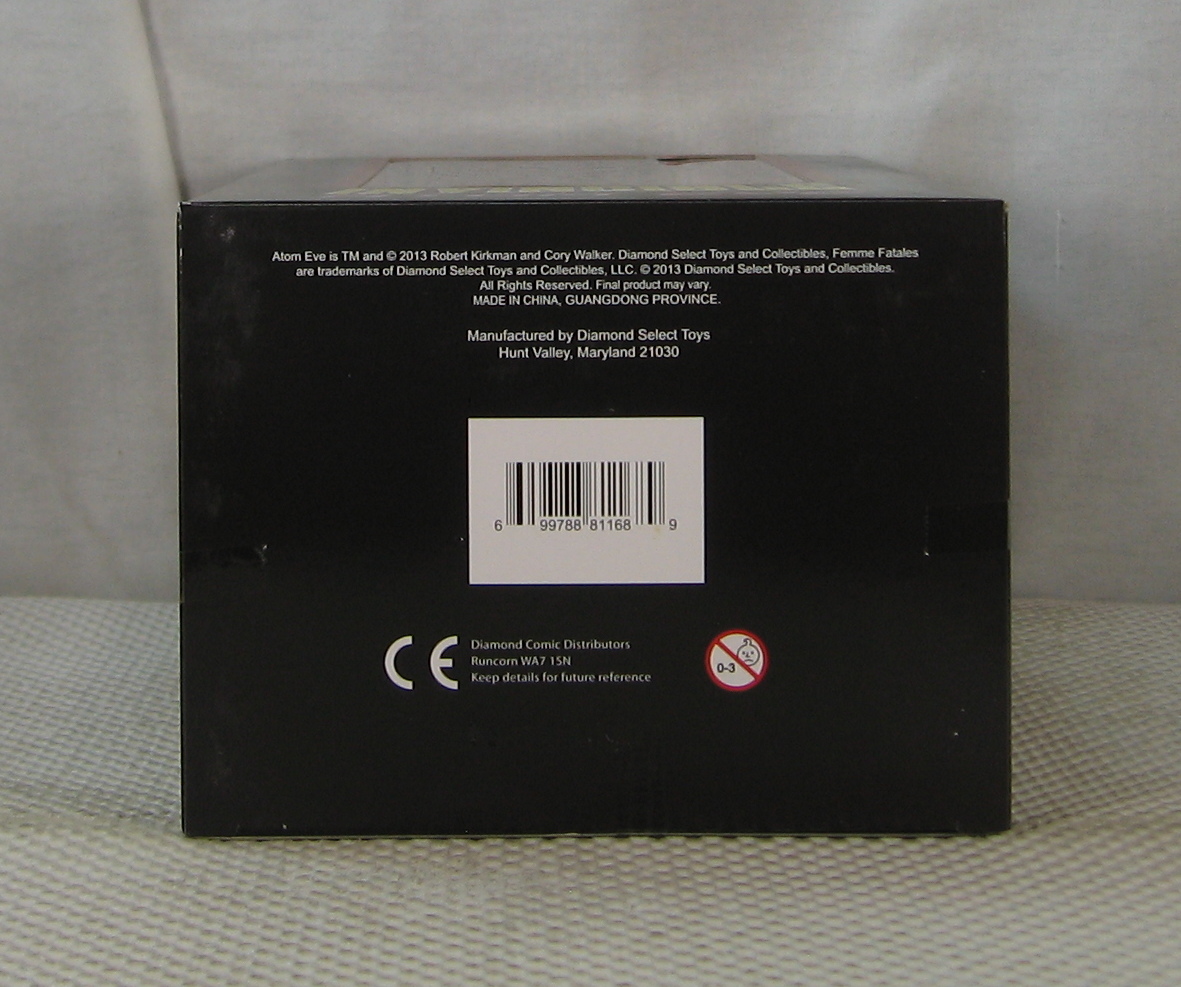 Atom Eve is TM and © 2013 Robert Kirkman and Cory Walker. Diamond Select Toys and Collectibles, Femme Fatales
are trademarks of Diamond Select Toys and Collectibles, LLC. © 2013 Diamond Select Toys and Collectibles.
All Rights Reserved. Final product may vary.
MADE IN CHINA, GUANGDONG PROVINCE.
Manufactured by Diamond Select Toys
Hunt Valley, Maryland 21030
6 99788 81168 9
CE
Diamond Comic Distributors
Runcorn WA7 1SN
Keep details for future reference
0-3